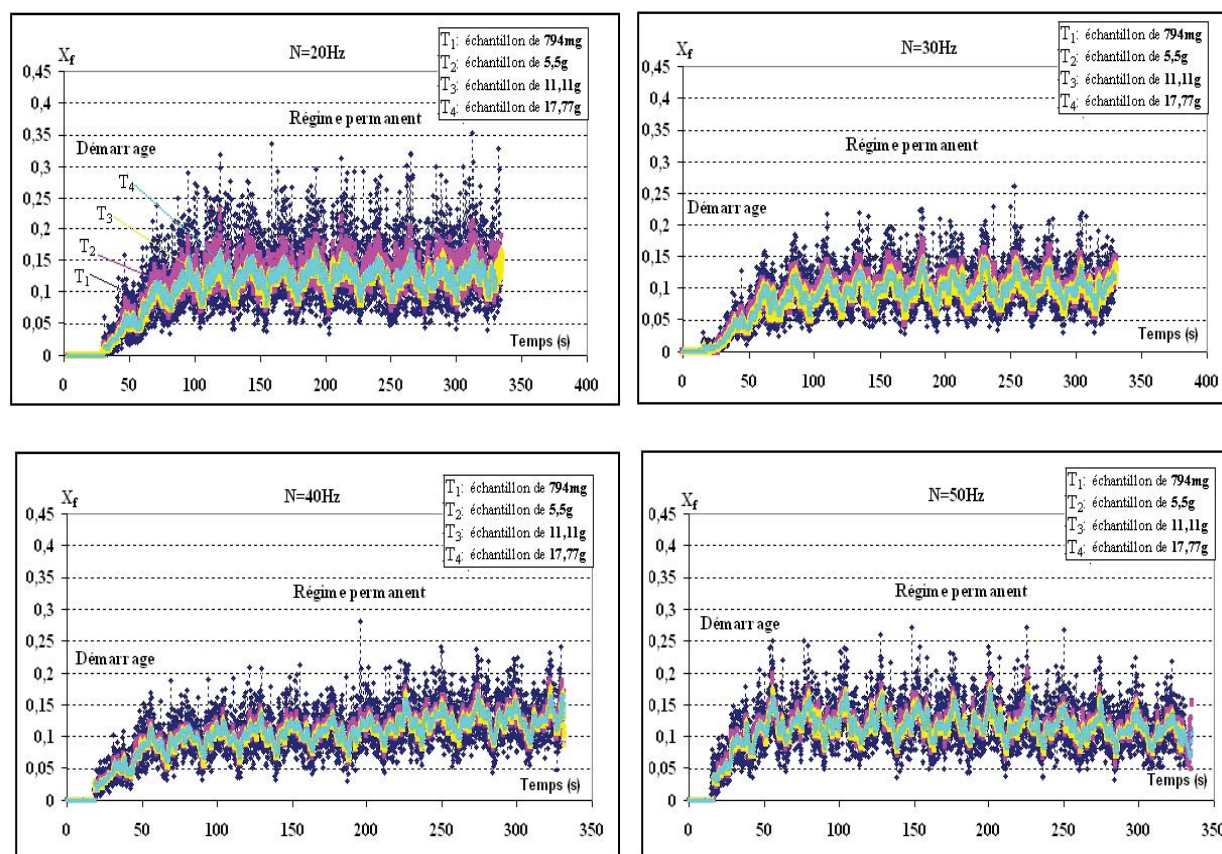 X_f
N=20Hz
T₁: échantillon de 794mg
T₂: échantillon de 5,5g
T₃: échantillon de 11,11g
T₄: échantillon de 17,77g
0,45
0,4
0,35
0,3
0,25
0,2
0,15
0,1
0,05
0
Régime permanent
Démarrage
T₄
T₃
T₂
T₁
Temps (s)
0 50 100 150 200 250 300 350 400
X_f
N=30Hz
T₁: échantillon de 794mg
T₂: échantillon de 5,5g
T₃: échantillon de 11,11g
T₄: échantillon de 17,77g
0,45
0,4
0,35
0,3
0,25
0,2
0,15
0,1
0,05
0
Régime permanent
Démarrage
Temps (s)
0 50 100 150 200 250 300 350 400
X_f
N=40Hz
T₁: échantillon de 794mg
T₂: échantillon de 5,5g
T₃: échantillon de 11,11g
T₄: échantillon de 17,77g
0,45
0,4
0,35
0,3
0,25
0,2
0,15
0,1
0,05
0
Régime permanent
Démarrage
Temps (s)
0 50 100 150 200 250 300 350
X_f
N=50Hz
T₁: échantillon de 794mg
T₂: échantillon de 5,5g
T₃: échantillon de 11,11g
T₄: échantillon de 17,77g
0,45
0,4
0,35
0,3
0,25
0,2
0,15
0,1
0,05
0
Régime permanent
Démarrage
Temps (s)
0 50 100 150 200 250 300 350